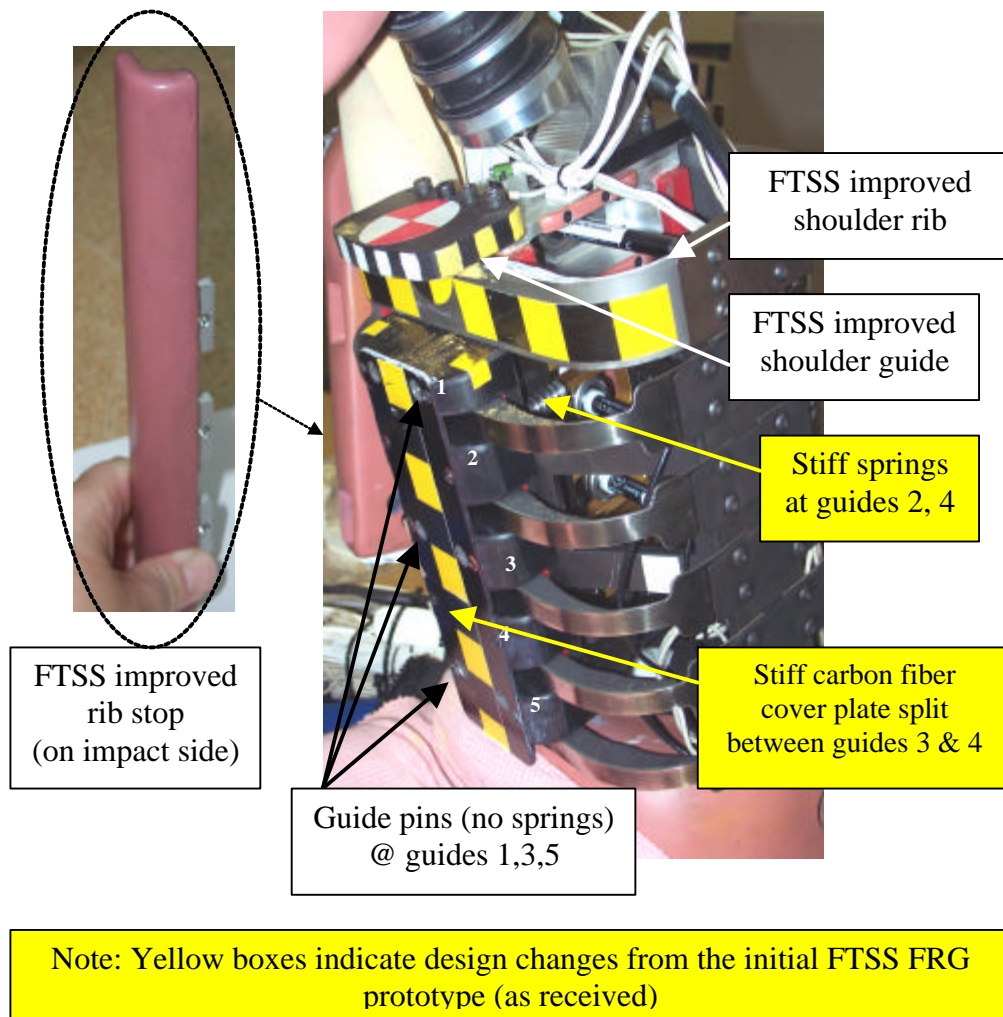 FTSS improved
shoulder rib
FTSS improved
shoulder guide
1
2
3
4
5
Stiff springs
at guides 2, 4
FTSS improved
rib stop
(on impact side)
Stiff carbon fiber
cover plate split
between guides 3 & 4
Guide pins (no springs)
@ guides 1,3,5
Note: Yellow boxes indicate design changes from the initial FTSS FRG
prototype (as received)